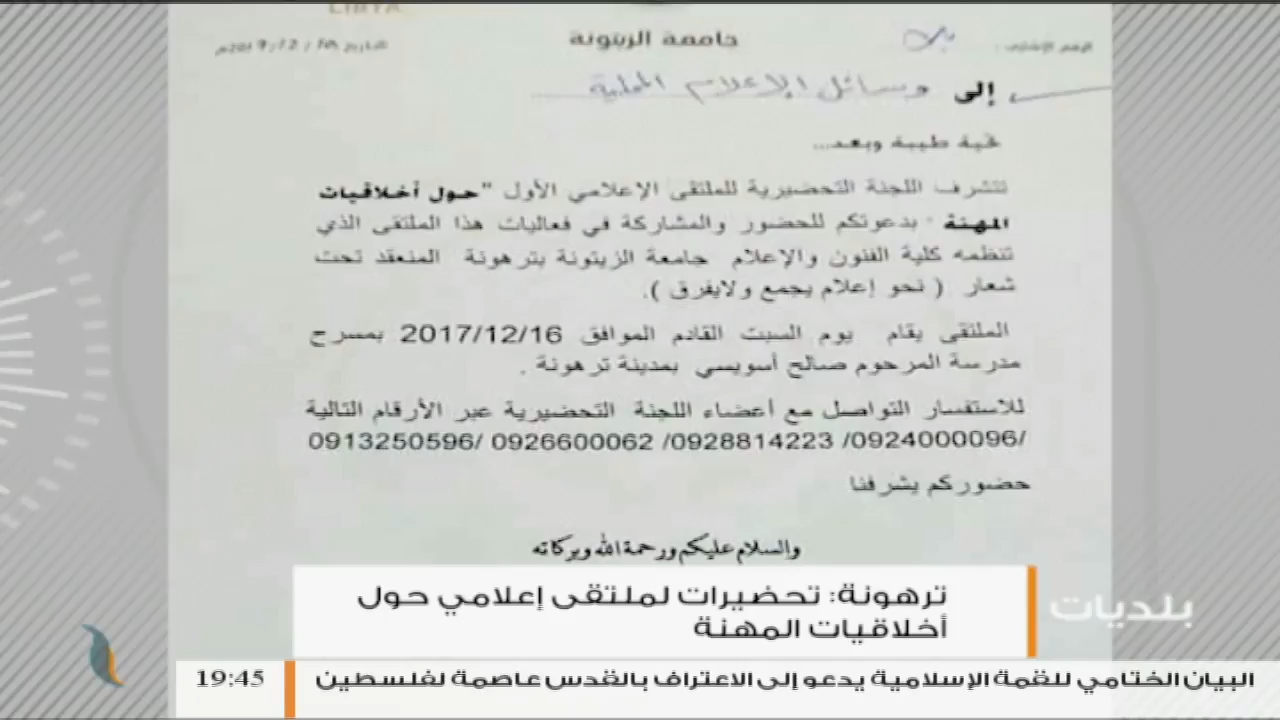 LIBYA
جامعة الزيتونة
إلى وسائل الإعلام المحلية
تحية طيبة وبعد...
تتشرف اللجنة التحضيرية للملتقى الإعلامي الأول "حول أخلاقيات
المهنة " بدعوتكم للحضور والمشاركة في فعاليات هذا الملتقى الذي
تنظمه كلية الفنون والإعلام جامعة الزيتونة بترهونة المنعقد تحت
شعار ( نحو إعلام يجمع ولايفرق ).
الملتقى يقام يوم السبت القادم الموافق 2017/12/16 بمسرح
مدرسة المرحوم صالح أسويسي بمدينة ترهونة .
للاستفسار التواصل مع أعضاء اللجنة التحضيرية عبر الأرقام التالية
0913250596/ 0926600062 /0928814223 /0924000096/
حضوركم يشرفنا
والسلام عليكم ورحمة الله وبركاته
ترهونة: تحضيرات لملتقى إعلامي حول
أخلاقيات المهنة
بلديات
19:45
البيان الختامي للقمة الإسلامية يدعو إلى الاعتراف بالقدس عاصمة لفلسطين